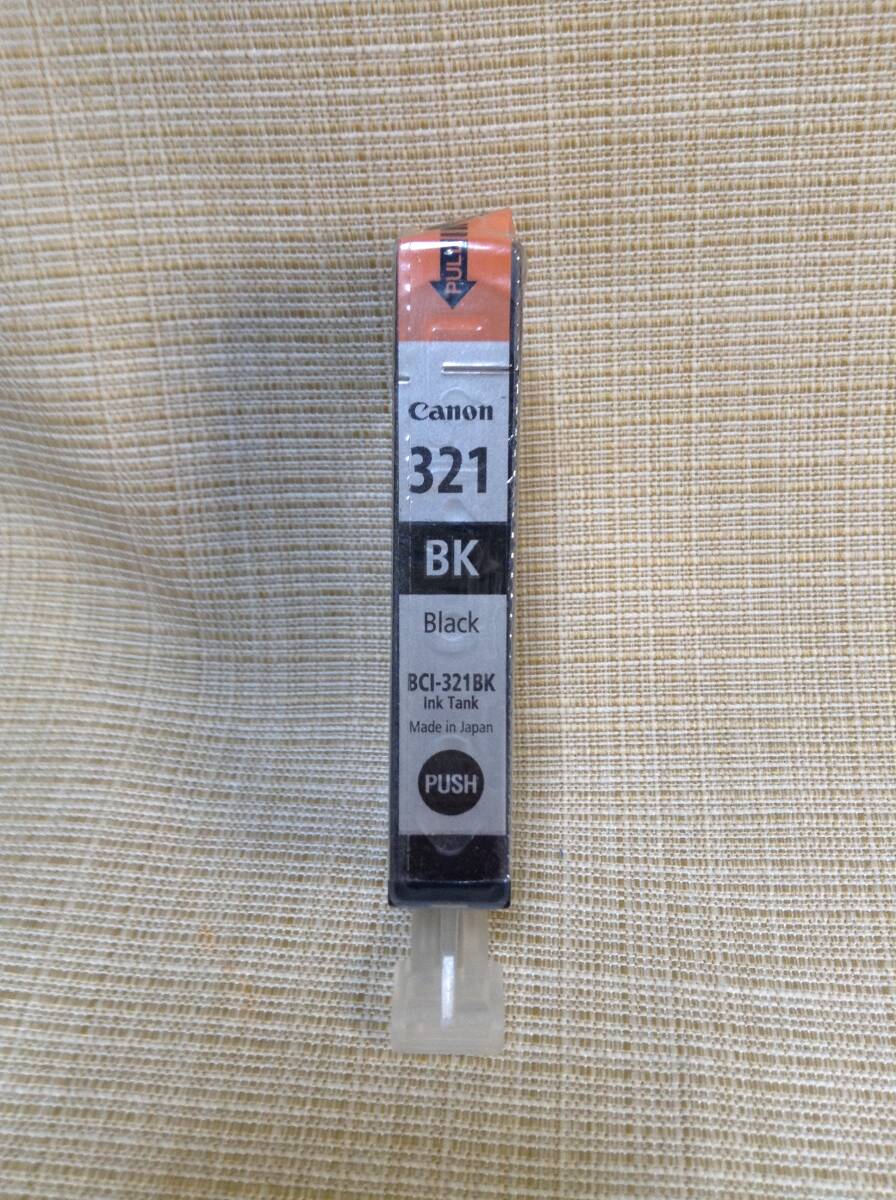 PULL
Canon
321
BK
Black
BCI-321BK
Ink Tank
Made in Japan
PUSH